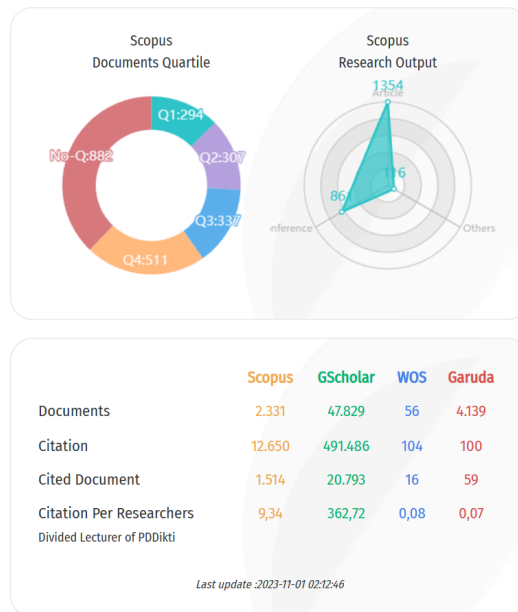 Scopus
Documents Quartile
Q1:294
Q2:307
Q3:337
Q4:511
No-Q:882
Scopus
Research Output
1354
Article
116
861
onference
Others
Scopus GScholar WOS Garuda
Documents 2.331 47.829 56 4.139
Citation 12.650 491.486 104 100
Cited Document 1.514 20.793 16 59
Citation Per Researchers 9,34 362,72 0,08 0,07
Divided Lecturer of PDDikti
Last update :2023-11-01 02:12:46